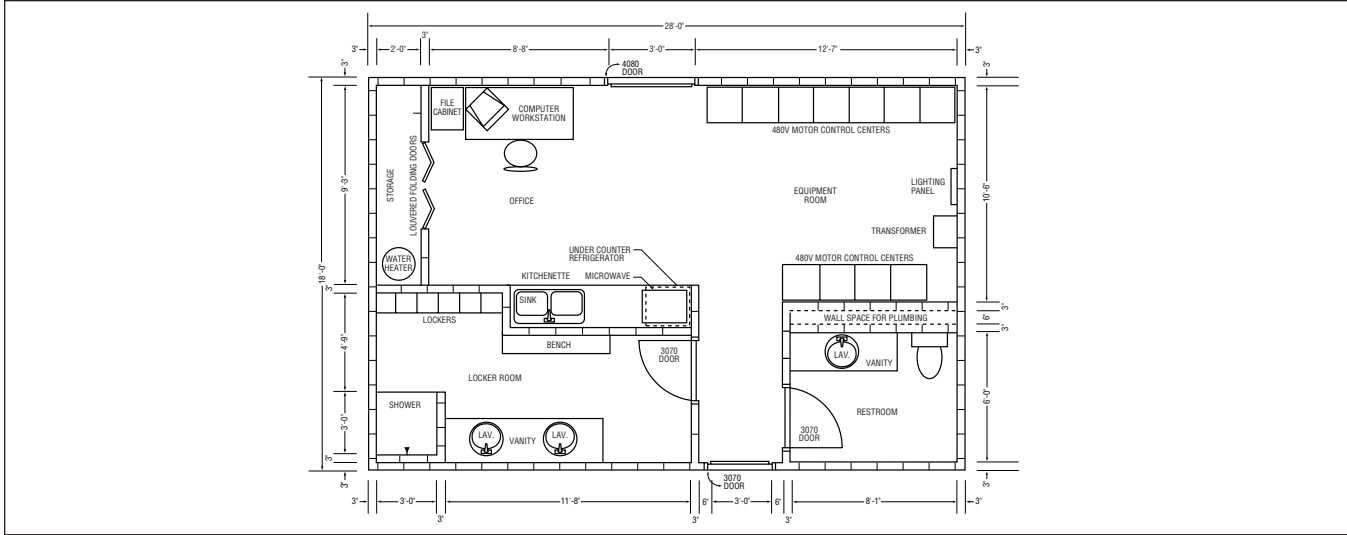 28'-0"
3"
3" 2'-0" 8'-8" 3'-0" 12'-7" 3"
4080
DOOR
3" 3"
FILE
CABINET
COMPUTER
WORKSTATION
480V MOTOR CONTROL CENTERS
STORAGE
LOUVERED FOLDING DOORS
9'-3"
10'-6"
LIGHTING
PANEL
EQUIPMENT
ROOM
OFFICE
TRANSFORMER
UNDER COUNTER
REFRIGERATOR
WATER
HEATER
480V MOTOR CONTROL CENTERS
18'-0"
KITCHENETTE MICROWAVE
3"
SINK
LOCKERS
WALL SPACE FOR PLUMBING
3"
6"
3"
4'-9"
BENCH
3070
DOOR
LAV.
VANITY
LOCKER ROOM
6'-0"
SHOWER
3'-0"
RESTROOM
3070
DOOR
LAV.
VANITY
LAV.
3"
3" 3"
3070
DOOR
3" 3'-0" 11'-8" 6" 3'-0" 6" 8'-1" 3"
3" 3" 3"